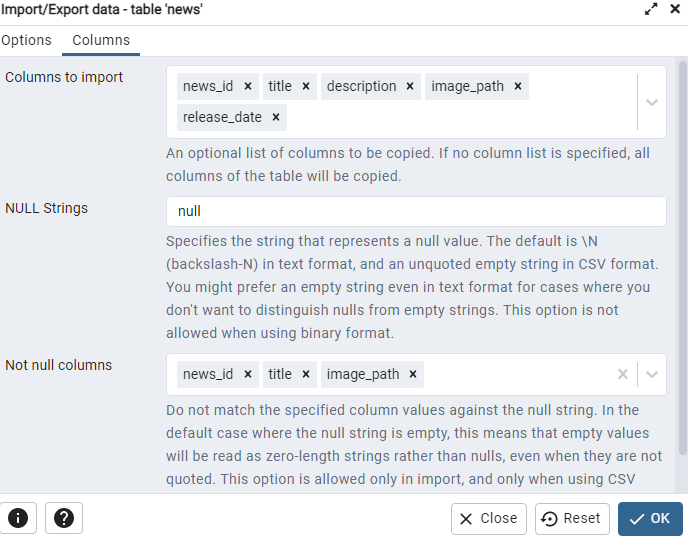 Import/Export data - table 'news'
Options Columns
Columns to import
news_id × title × description × image_path ×
release_date ×
An optional list of columns to be copied. If no column list is specified, all
columns of the table will be copied.
NULL Strings
null
Specifies the string that represents a null value. The default is \N
(backslash-N) in text format, and an unquoted empty string in CSV format.
You might prefer an empty string even in text format for cases where you
don't want to distinguish nulls from empty strings. This option is not
allowed when using binary format.
Not null columns
news_id × title × image_path ×
Do not match the specified column values against the null string. In the
default case where the null string is empty, this means that empty values
will be read as zero-length strings rather than nulls, even when they are not
quoted. This option is allowed only in import, and only when using CSV
Close Reset OK